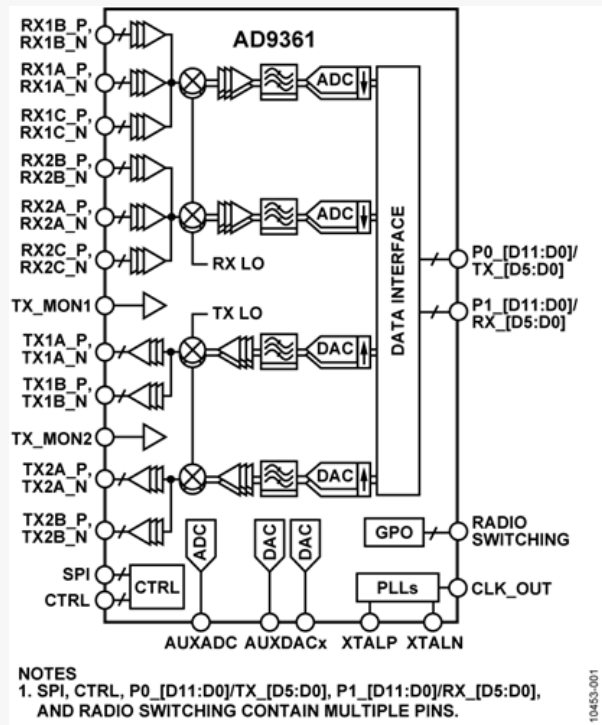 AD9361
RX1B_P,
RX1B_N
RX1A_P,
RX1A_N
RX1C_P,
RX1C_N
RX2B_P,
RX2B_N
RX2A_P,
RX2A_N
RX2C_P,
RX2C_N
TX_MON1
TX1A_P,
TX1A_N
TX1B_P,
TX1B_N
TX_MON2
TX2A_P,
TX2A_N
TX2B_P,
TX2B_N
SPI
CTRL
CTRL
ADC
ADC
RX LO
TX LO
DAC
DAC
DATA INTERFACE
P0_[D11:D0]/
TX_[D5:D0]
P1_[D11:D0]/
RX_[D5:D0]
ADC
DAC
DAC
GPO
RADIO
SWITCHING
PLLs
CLK_OUT
AUXADC
AUXDACx
XTALP
XTALN
NOTES
1. SPI, CTRL, P0_[D11:D0]/TX_[D5:D0], P1_[D11:D0]/RX_[D5:D0],
AND RADIO SWITCHING CONTAIN MULTIPLE PINS.
10453-001